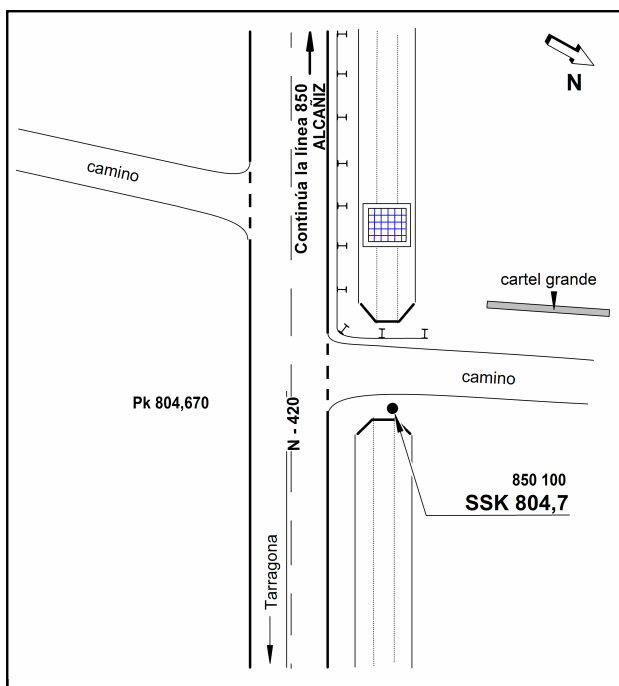 Continúa la línea 850
ALCAÑIZ
N
camino
cartel grande
camino
Pk 804,670
N - 420
850 100
SSK 804,7
Tarragona